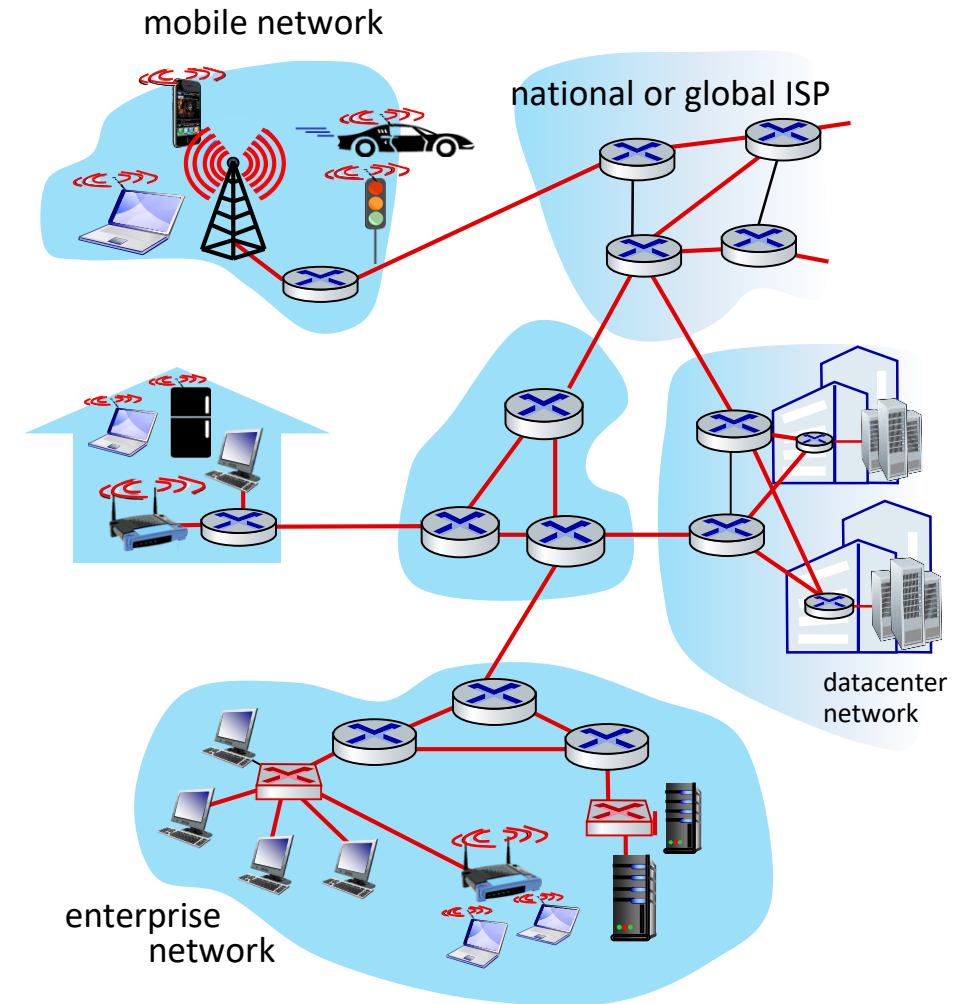 mobile network
national or global ISP
datacenter
network
enterprise
network